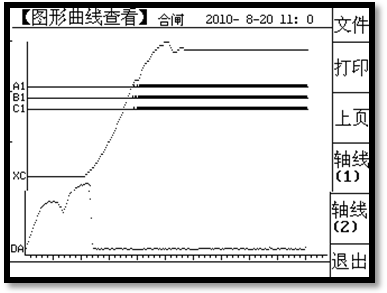 【图形曲线查看】 合闸 2010- 8-20 11: 0
文件
打印
上页
轴线
(1)
轴线
(2)
退出
A1
B1
C1
XC
DA